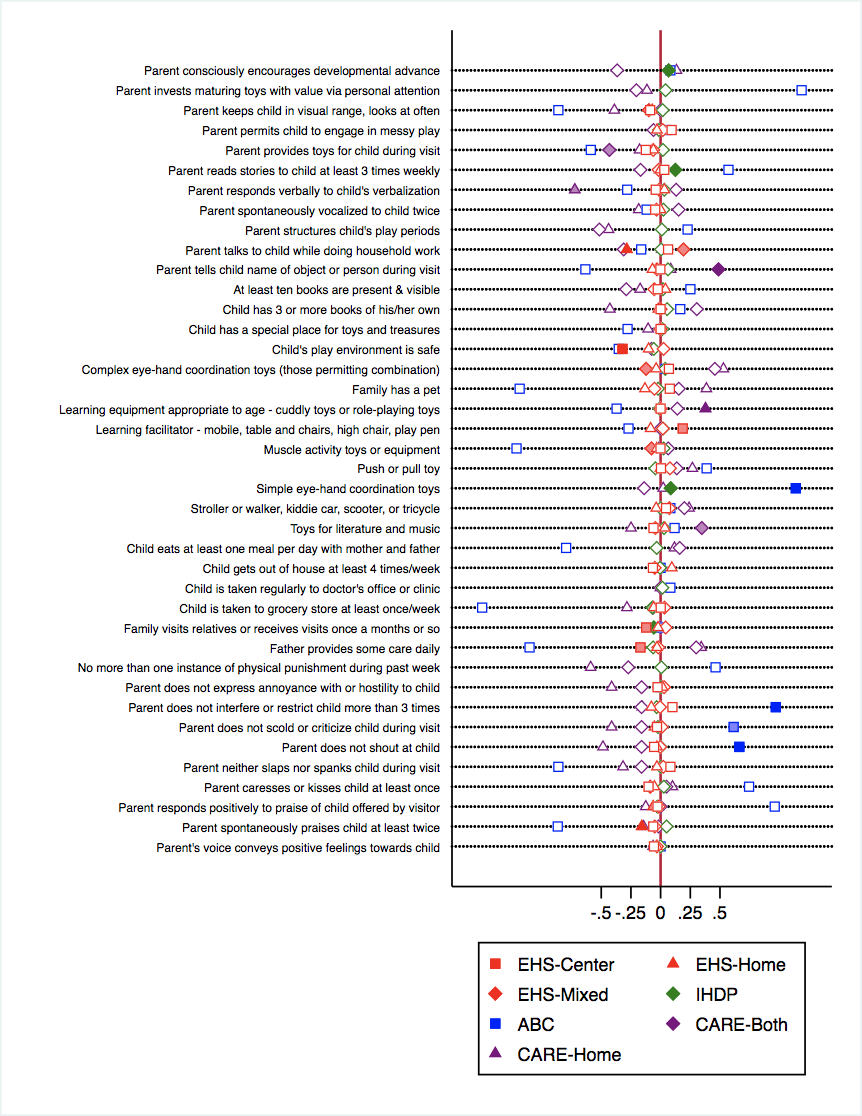 Parent consciously encourages developmental advance
Parent invests maturing toys with value via personal attention
Parent keeps child in visual range, looks at often
Parent permits child to engage in messy play
Parent provides toys for child during visit
Parent reads stories to child at least 3 times weekly
Parent responds verbally to child's verbalization
Parent spontaneously vocalized to child twice
Parent structures child's play periods
Parent talks to child while doing household work
Parent tells child name of object or person during visit
At least ten books are present & visible
Child has 3 or more books of his/her own
Child has a special place for toys and treasures
Child's play environment is safe
Complex eye-hand coordination toys (those permitting combination)
Family has a pet
Learning equipment appropriate to age - cuddly toys or role-playing toys
Learning facilitator - mobile, table and chairs, high chair, play pen
Muscle activity toys or equipment
Push or pull toy
Simple eye-hand coordination toys
Stroller or walker, kiddie car, scooter, or tricycle
Toys for literature and music
Child eats at least one meal per day with mother and father
Child gets out of house at least 4 times/week
Child is taken regularly to doctor's office or clinic
Child is taken to grocery store at least once/week
Family visits relatives or receives visits once a months or so
Father provides some care daily
No more than one instance of physical punishment during past week
Parent does not express annoyance with or hostility to child
Parent does not interfere or restrict child more than 3 times
Parent does not scold or criticize child during visit
Parent does not shout at child
Parent neither slaps nor spanks child during visit
Parent caresses or kisses child at least once
Parent responds positively to praise of child offered by visitor
Parent spontaneously praises child at least twice
Parent's voice conveys positive feelings towards child
-.5 -.25 0 .25 .5
EHS-Center EHS-Home
EHS-Mixed IHDP
ABC CARE-Both
CARE-Home